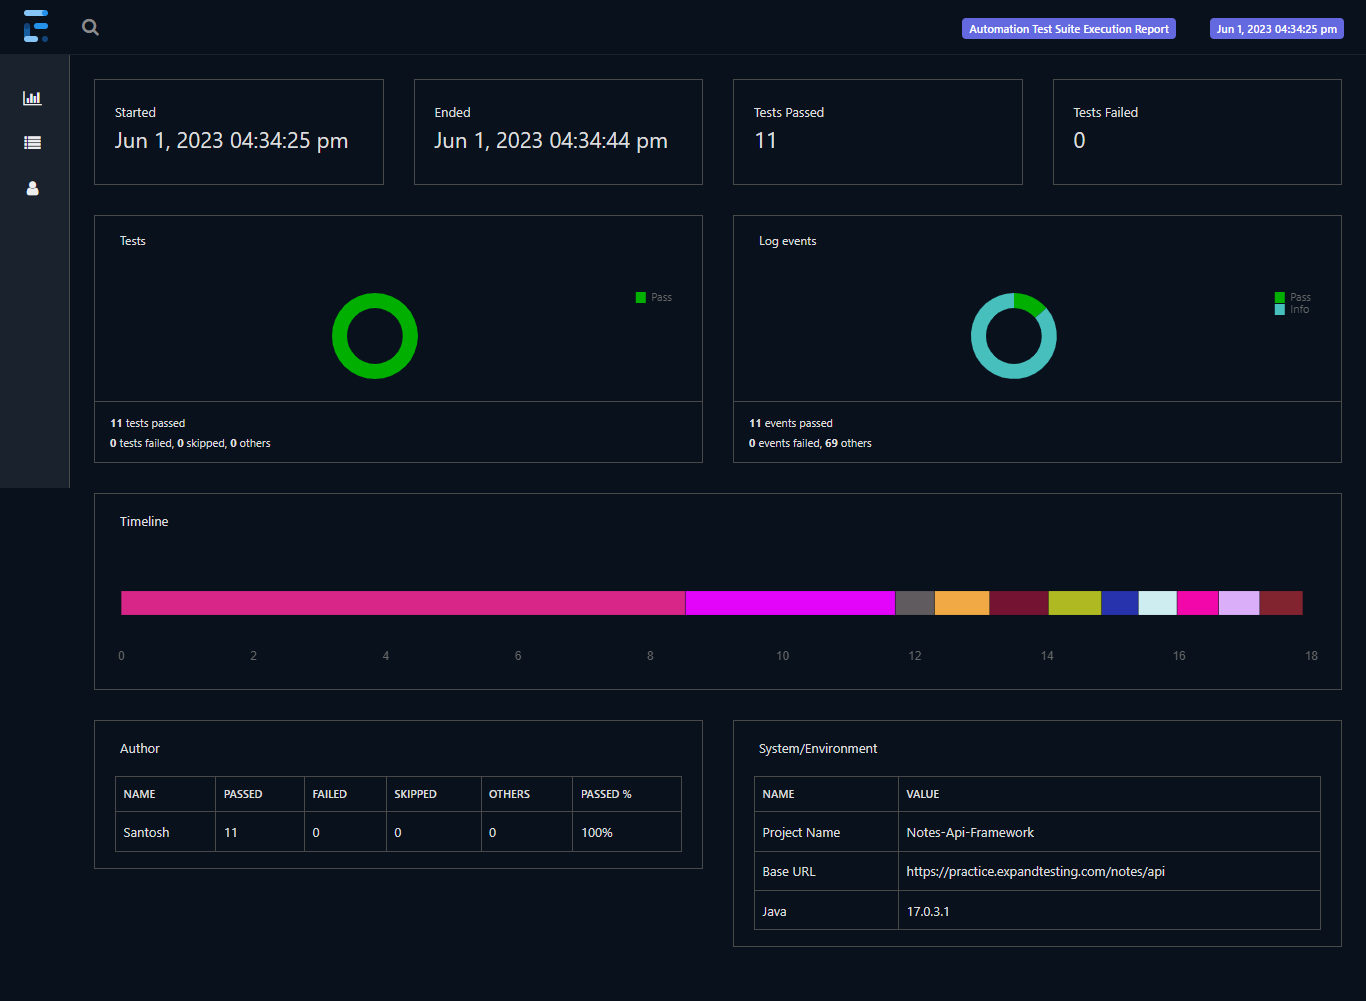 Automation Test Suite Execution Report Jun 1, 2023 04:34:25 pm
Started
Jun 1, 2023 04:34:25 pm
Ended
Jun 1, 2023 04:34:44 pm
Tests Passed
11
Tests Failed
0
Tests
Pass
11 tests passed
0 tests failed, 0 skipped, 0 others
Log events
Pass
Info
11 events passed
0 events failed, 69 others
Timeline
0 2 4 6 8 10 12 14 16 18
Author
NAME PASSED FAILED SKIPPED OTHERS PASSED %
Santosh 11 0 0 0 100%
System/Environment
NAME VALUE
Project Name Notes-Api-Framework
Base URL https://practice.expandtesting.com/notes/api
Java 17.0.3.1